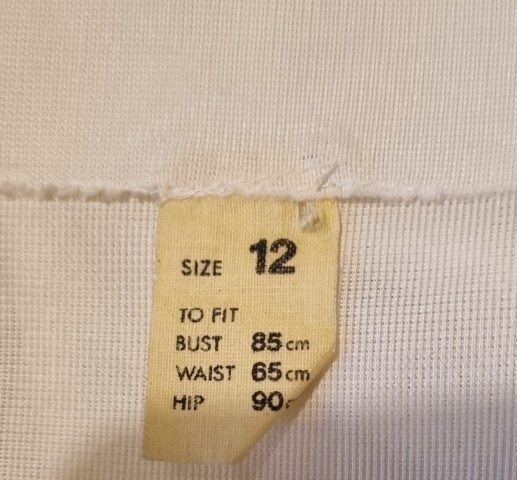 SIZE 12
TO FIT
BUST 85cm
WAIST 65cm
HIP 90